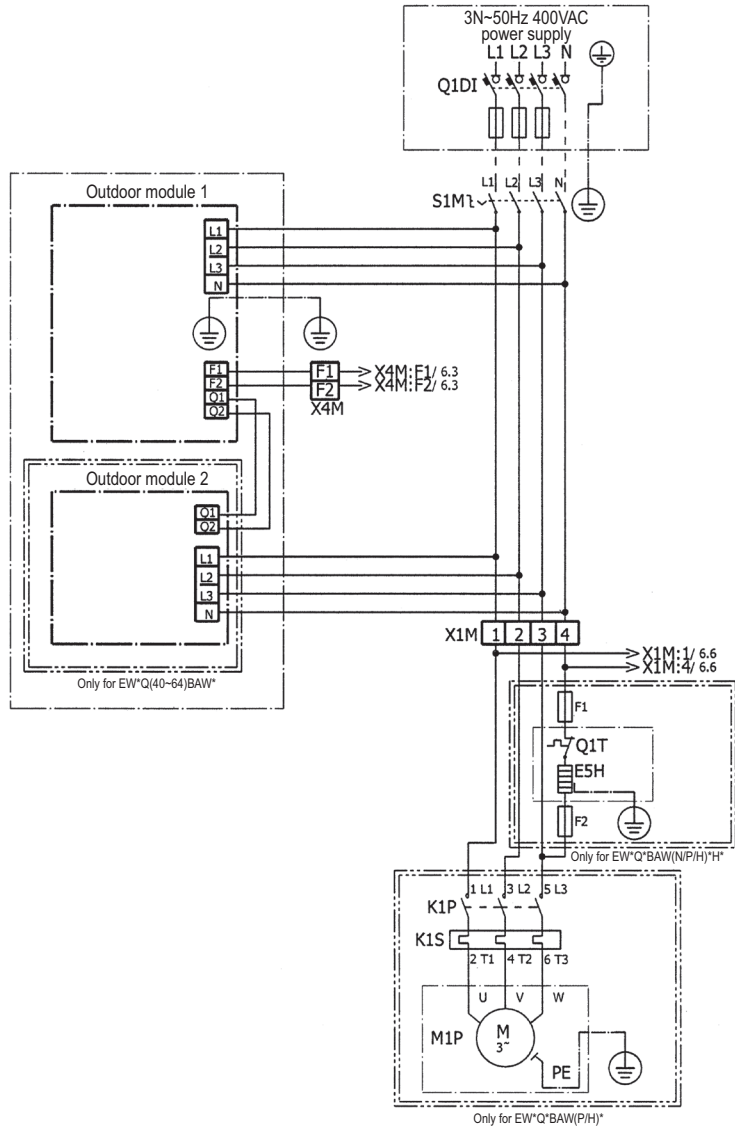 3N~50Hz 400VAC
power supply
L1 L2 L3 N
Q1DI
L1 L2 L3 N
S1M
Outdoor module 1
L1
L2
L3
N
F1
F2
Q1
Q2
F1
F2
X4M
X4M:F1/ 6.3
X4M:F2/ 6.3
Outdoor module 2
Q1
Q2
L1
L2
L3
N
Only for EW*Q(40~64)BAW*
X1M 1 2 3 4
X1M:1/ 6.6
X1M:4/ 6.6
F1
Q1T
E5H
F2
Only for EW*Q*BAW(N/P/H)*H*
1 L1 3 L2 5 L3
K1P
K1S
2 T1 4 T2 6 T3
U V W
M1P
M
3~
PE
Only for EW*Q*BAW(P/H)*